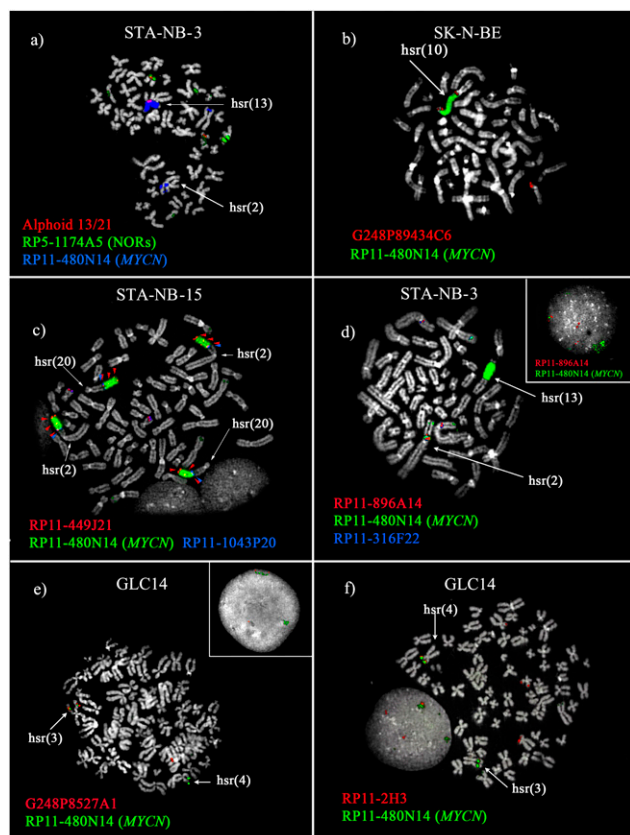 a)
STA-NB-3
hsr(13)
hsr(2)
Alphoid 13/21
RP5-1174A5 (NORs)
RP11-480N14 (MYCN)
b)
SK-N-BE
hsr(10)
G248P89434C6
RP11-480N14 (MYCN)
STA-NB-15
c)
hsr(20)
hsr(2)
hsr(20)
hsr(2)
RP11-449J21
RP11-480N14 (MYCN) RP11-1043P20
STA-NB-3
d)
RP11-896A14
RP11-480N14 (MYCN)
hsr(13)
hsr(2)
RP11-896A14
RP11-480N14 (MYCN)
RP11-316F22
e)
GLC14
hsr(3)
hsr(4)
G248P8527A1
RP11-480N14 (MYCN)
GLC14
f)
hsr(4)
hsr(3)
RP11-2H3
RP11-480N14 (MYCN)